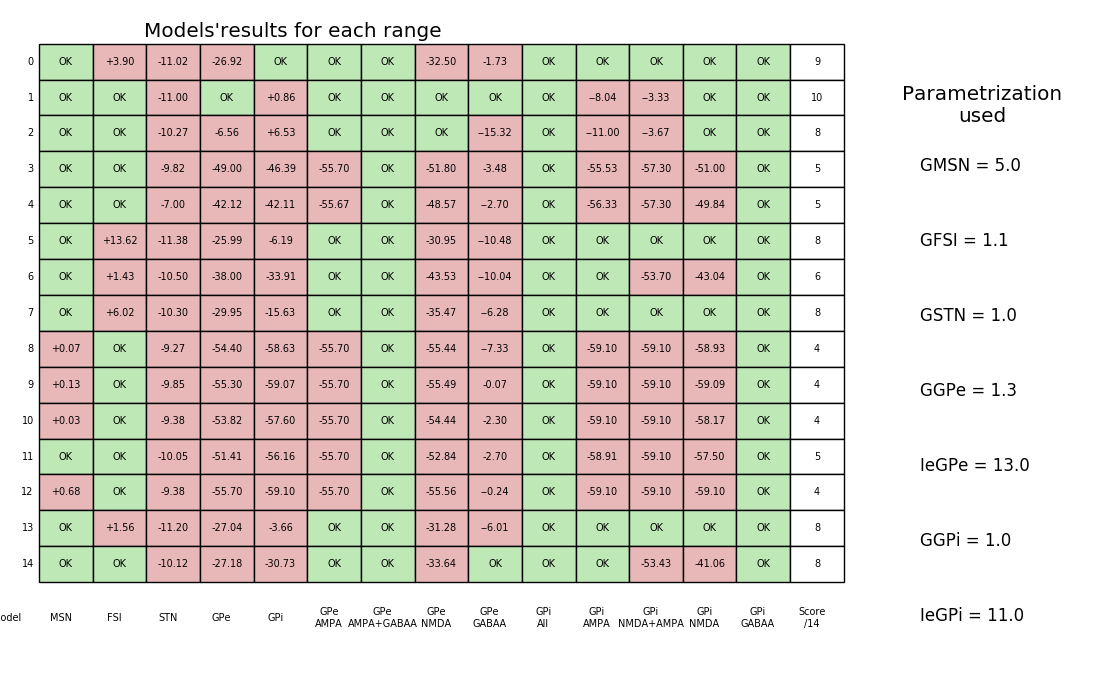 Models'results for each range
0 OK +3.90 -11.02 -26.92 OK OK OK -32.50 -1.73 OK OK OK OK OK 9
1 OK OK -11.00 OK +0.86 OK OK OK OK OK --8.04 --3.33 OK OK 10
2 OK OK -10.27 -6.56 +6.53 OK OK OK --15.32 OK --11.00 --3.67 OK OK 8
3 OK OK -9.82 -49.00 -46.39 -55.70 OK -51.80 -3.48 OK -55.53 -57.30 -51.00 OK 5
4 OK OK -7.00 -42.12 -42.11 -55.67 OK -48.57 --2.70 OK -56.33 -57.30 -49.84 OK 5
5 OK +13.62 -11.38 -25.99 -6.19 OK OK -30.95 --10.48 OK OK OK OK OK 8
6 OK +1.43 -10.50 -38.00 -33.91 OK OK -43.53 --10.04 OK OK -53.70 -43.04 OK 6
7 OK +6.02 -10.30 -29.95 -15.63 OK OK -35.47 --6.28 OK OK OK OK OK 8
8 +0.07 OK -9.27 -54.40 -58.63 -55.70 OK -55.44 --7.33 OK -59.10 -59.10 -58.93 OK 4
9 +0.13 OK -9.85 -55.30 -59.07 -55.70 OK -55.49 -0.07 OK -59.10 -59.10 -59.09 OK 4
10 +0.03 OK -9.38 -53.82 -57.60 -55.70 OK -54.44 -2.30 OK -59.10 -59.10 -58.17 OK 4
11 OK OK -10.05 -51.41 -56.16 -55.70 OK -52.84 -2.70 OK -58.91 -59.10 -57.50 OK 5
12 +0.68 OK -9.38 -55.70 -59.10 -55.70 OK -55.56 --0.24 OK -59.10 -59.10 -59.10 OK 4
13 OK +1.56 -11.20 -27.04 -3.66 OK OK -31.28 --6.01 OK OK OK OK OK 8
14 OK OK -10.12 -27.18 -30.73 OK OK -33.64 OK OK OK -53.43 -41.06 OK 8
GPe GPe GPe GPe GPi GPi GPi GPi GPi Score
odel MSN FSI STN GPe GPi
AMPA AMPA+GABAA NMDA GABAA All AMPA NMDA+AMPA NMDA GABAA /14
Parametrization
used
GMSN = 5.0
GFSI = 1.1
GSTN = 1.0
GGPe = 1.3
IeGPe = 13.0
GGPi = 1.0
IeGPi = 11.0